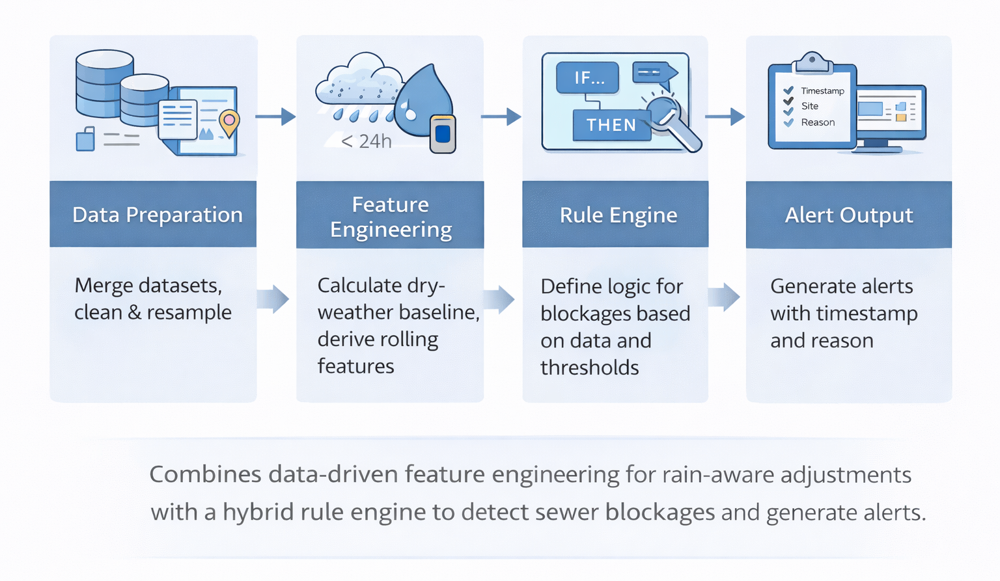 < 24h
IF...
THEN
Timestamp
Site
Reason
Data Preparation
Feature
Engineering
Rule Engine
Alert Output
Merge datasets,
clean & resample
Calculate dry-
weather baseline,
derive rolling
features
Define logic for
blockages based
on data and
thresholds
Generate alerts
with timestamp
and reason
Combines data-driven feature engineering for rain-aware adjustments
with a hybrid rule engine to detect sewer blockages and generate alerts.